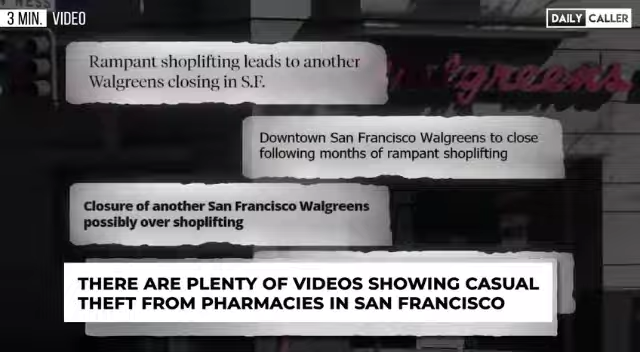 3 MIN. VIDEO
DAILY CALLER
Rampant shoplifting leads to another
Walgreens closing in S.F.
Walgreens
Downtown San Francisco Walgreens to close
following months of rampant shoplifting
Closure of another San Francisco Walgreens
possibly over shoplifting
THERE ARE PLENTY OF VIDEOS SHOWING CASUAL
THEFT FROM PHARMACIES IN SAN FRANCISCO